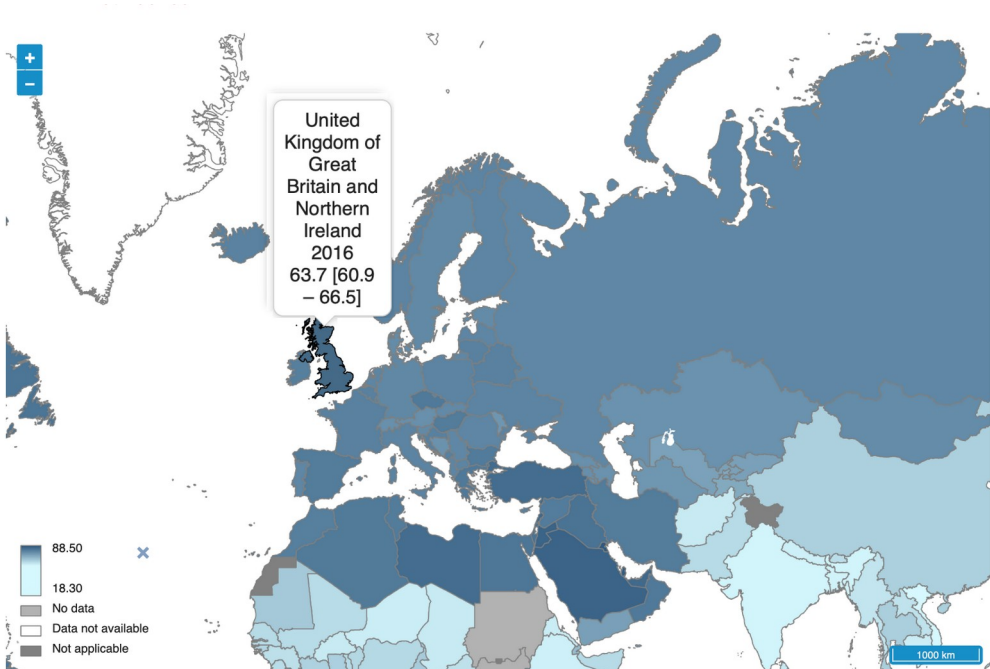 +
−
United
Kingdom of
Great
Britain and
Northern
Ireland
2016
63.7 [60.9
– 66.5]
88.50
18.30
No data
Data not available
Not applicable
1000 km